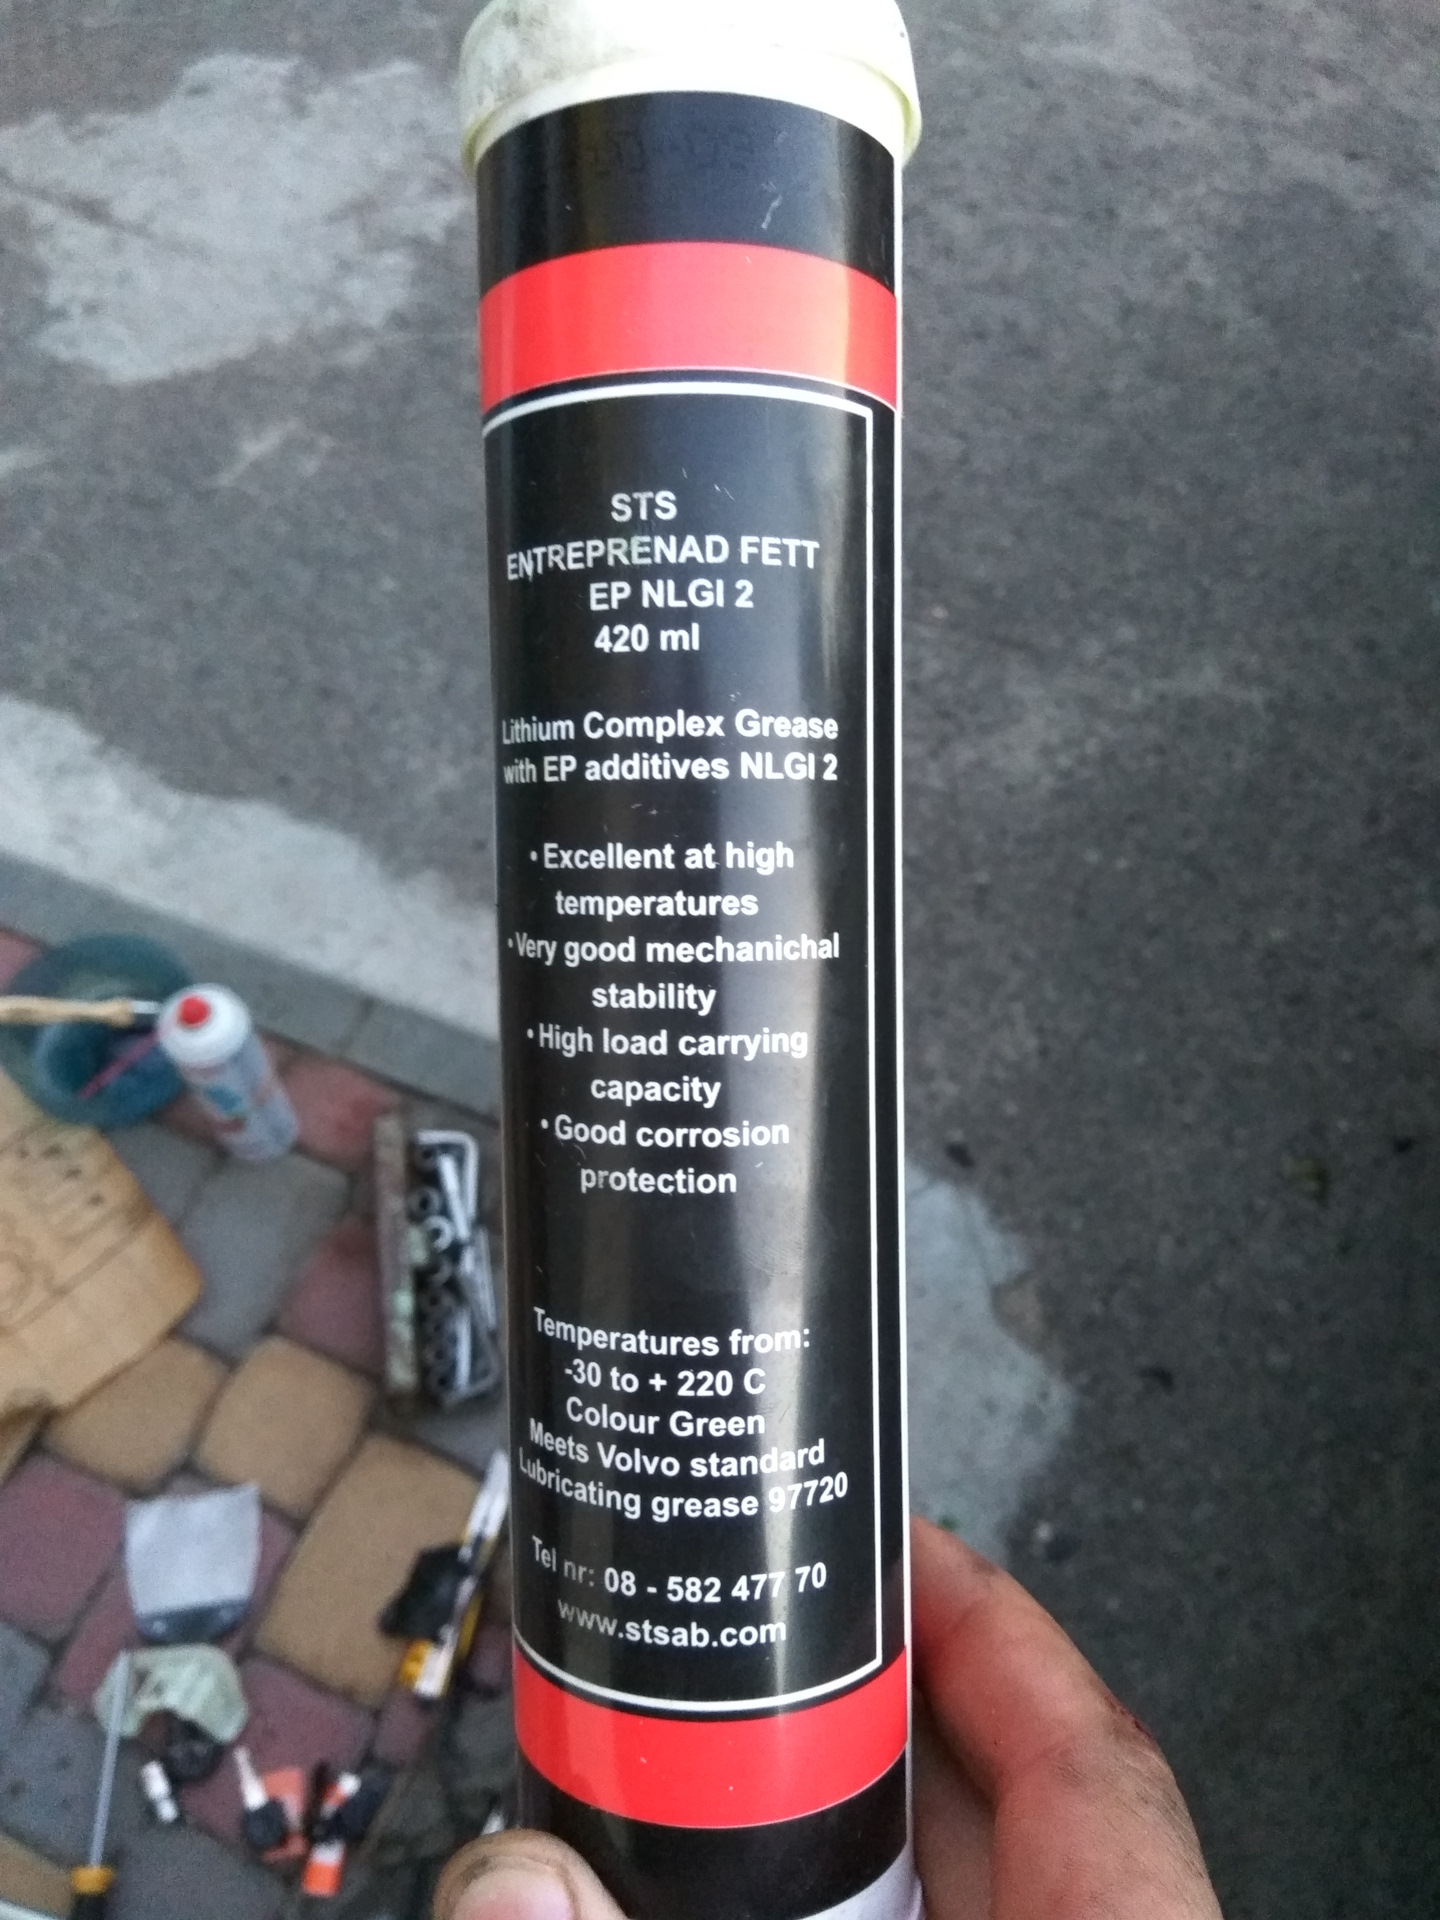 STS
ENTREPRENAD FETT
EP NLGI 2
420 ml
Lithium Complex Grease
with EP additives NLGI 2
• Excellent at high
temperatures
• Very good mechanichal
stability
• High load carrying
capacity
• Good corrosion
protection
Temperatures from:
-30 to + 220 C
Colour Green
Meets Volvo standard
Lubricating grease 97720
Tel nr: 08 - 582 477 70
www.stsab.com